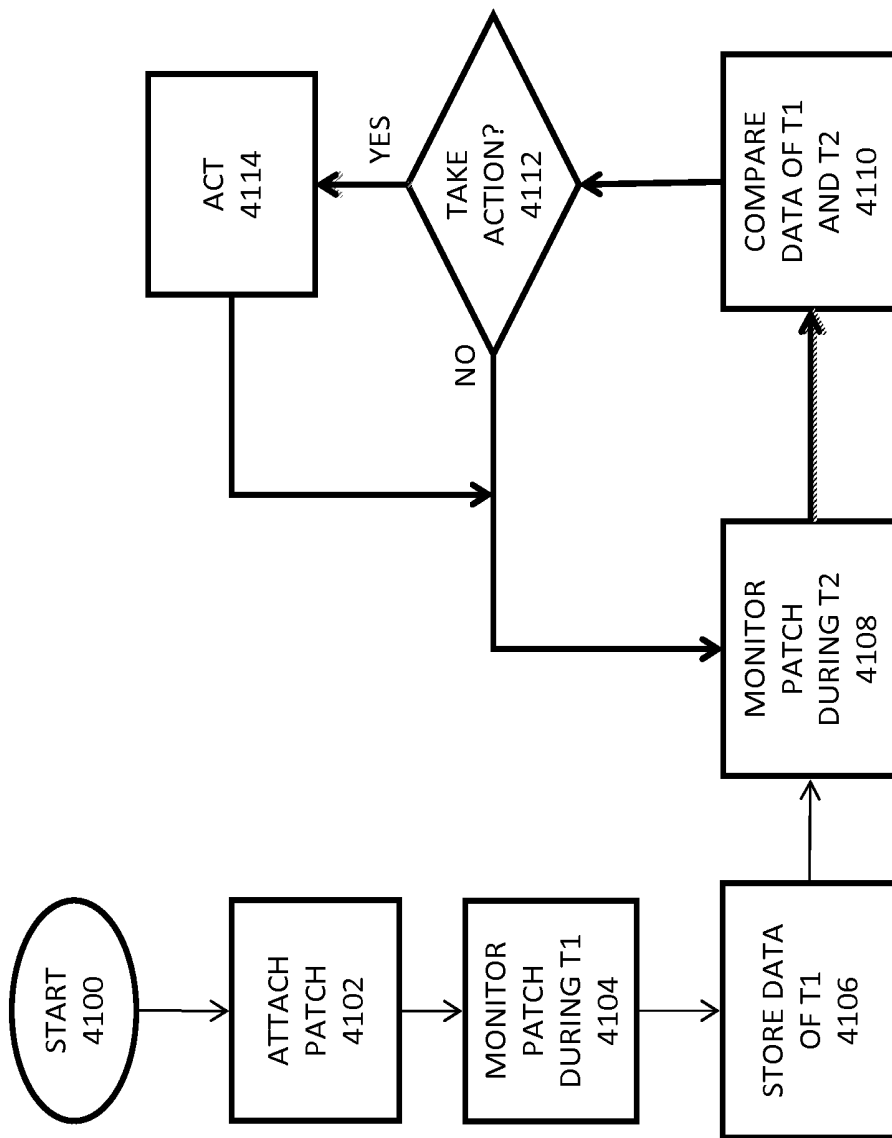 START
4100
ATTACH
PATCH
4102
MONITOR
PATCH
DURING T1
4104
STORE DATA
OF T1
4106
MONITOR
PATCH
DURING T2
4108
COMPARE
DATA OF T1
AND T2
4110
TAKE
ACTION?
4112
YES
NO
ACT
4114